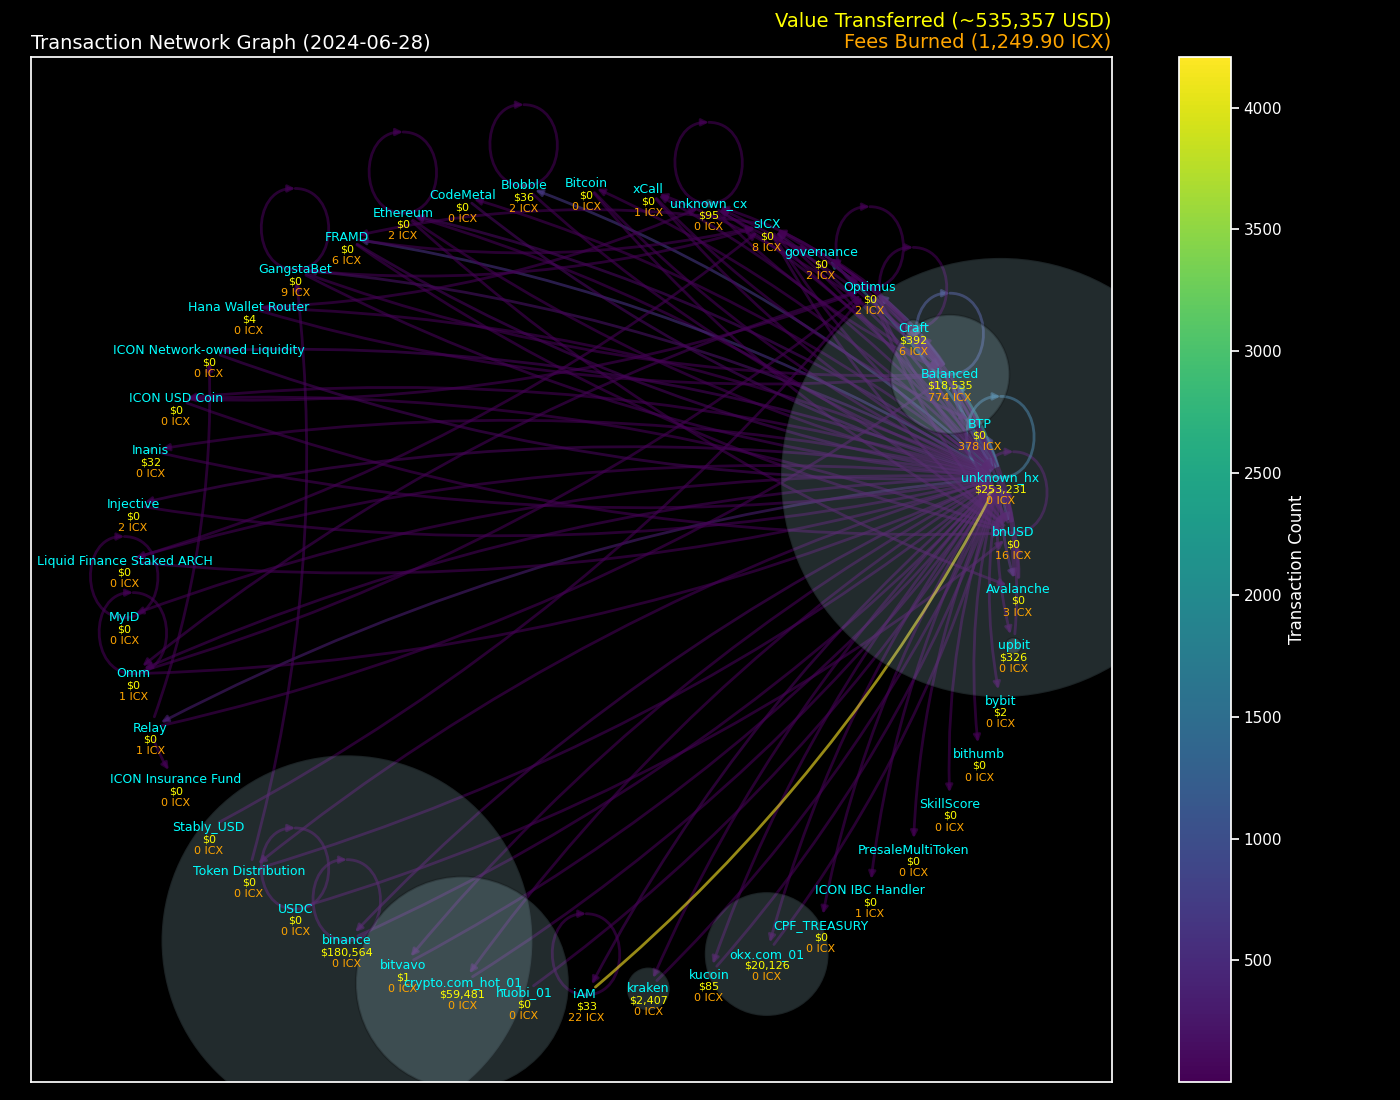 Value Transferred (~535,357 USD)
Transaction Network Graph (2024-06-28)
Fees Burned (1,249.90 ICX)
Blobble
$36
2 ICX
Bitcoin
$0
0 ICX
xCall
$0
1 ICX
CodeMetal
$0
0 ICX
unknown_cx
$95
0 ICX
Ethereum
$0
2 ICX
sICX
$0
8 ICX
FRAMD
$0
6 ICX
governance
$0
2 ICX
GangstaBet
$0
9 ICX
Optimus
$0
2 ICX
Hana Wallet Router
$4
0 ICX
Craft
$392
6 ICX
ICON Network-owned Liquidity
$0
0 ICX
Balanced
$18,535
774 ICX
ICON USD Coin
$0
0 ICX
BTP
$0
378 ICX
Inanis
$32
0 ICX
unknown_hx
$253,231
0 ICX
Injective
$0
2 ICX
bnUSD
$0
16 ICX
Liquid Finance Staked ARCH
$0
0 ICX
Avalanche
$0
3 ICX
MyID
$0
0 ICX
upbit
$326
0 ICX
Omm
$0
1 ICX
bybit
$2
0 ICX
Relay
$0
1 ICX
bithumb
$0
0 ICX
ICON Insurance Fund
$0
0 ICX
SkillScore
$0
0 ICX
Stably_USD
$0
0 ICX
PresaleMultiToken
$0
0 ICX
Token Distribution
$0
0 ICX
ICON IBC Handler
$0
1 ICX
USDC
$0
0 ICX
CPF_TREASURY
$0
0 ICX
binance
$180,564
0 ICX
okx.com_01
$20,126
0 ICX
bitvavo
$1
0 ICX
kucoin
$85
0 ICX
crypto.com_hot_01
$59,481
0 ICX
huobi_01
$0
0 ICX
iAM
$33
22 ICX
kraken
$2,407
0 ICX
4000
3500
3000
2500
2000
1500
1000
500
Transaction Count